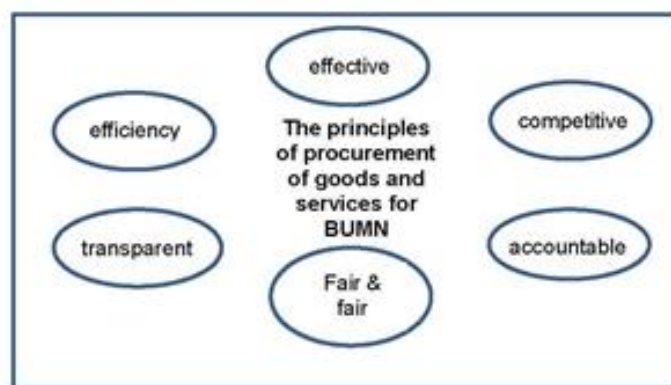 effective
efficiency
competitive
The principles
of procurement
of goods and
services for
BUMN
transparent
accountable
Fair &
fair